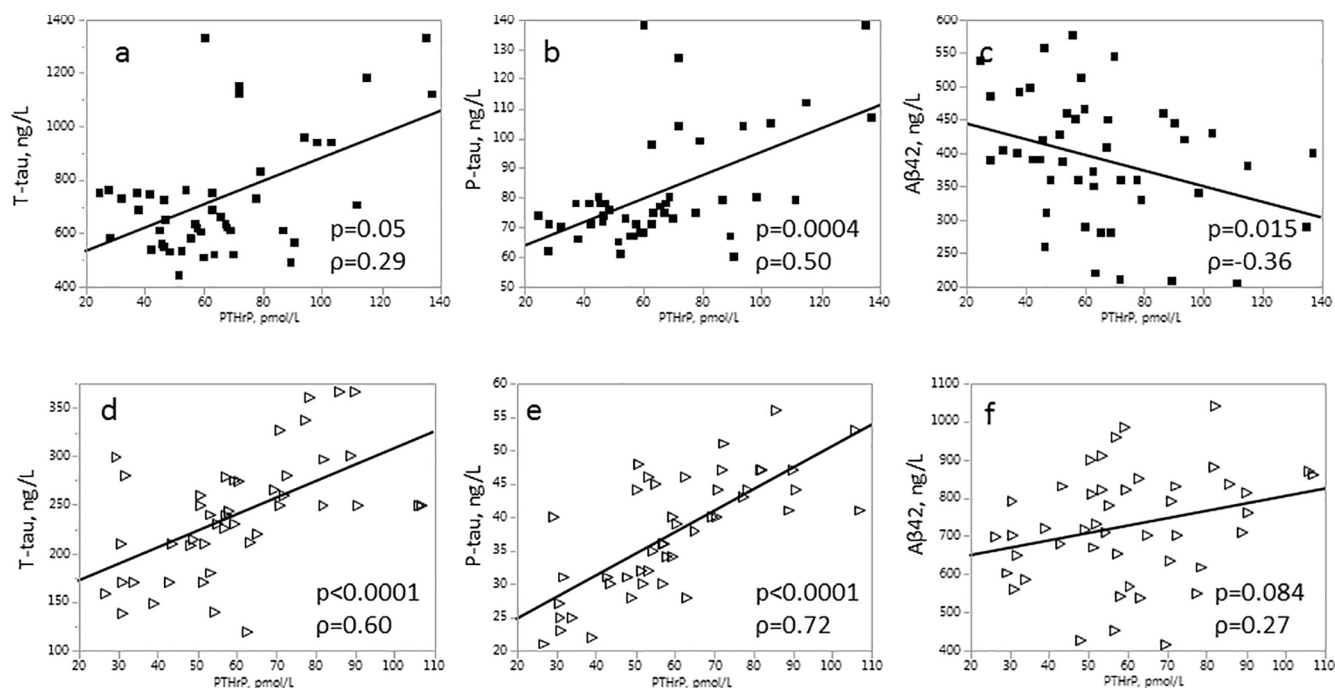 a
T-tau, ng/L
1400
1200
1000
800
600
400
20 40 60 80 100 120 140
PTHrP, pmol/L
p=0.05
ρ=0.29
b
P-tau, ng/L
140
130
120
110
100
90
80
70
60
50
20 40 60 80 100 120 140
PTHrP, pmol/L
p=0.0004
ρ=0.50
c
Aβ42, ng/L
600
550
500
450
400
350
300
250
200
20 40 60 80 100 120 140
PTHrP, pmol/L
p=0.015
ρ=-0.36
d
T-tau, ng/L
350
300
250
200
150
100
20 30 40 50 60 70 80 90 100 110
PTHrP, pmol/L
p<0.0001
ρ=0.60
e
P-tau, ng/L
60
55
50
45
40
35
30
25
20
20 30 40 50 60 70 80 90 100 110
PTHrP, pmol/L
p<0.0001
ρ=0.72
f
Aβ42, ng/L
1100
1000
900
800
700
600
500
400
20 30 40 50 60 70 80 90 100 110
PTHrP, pmol/L
p=0.084
ρ=0.27